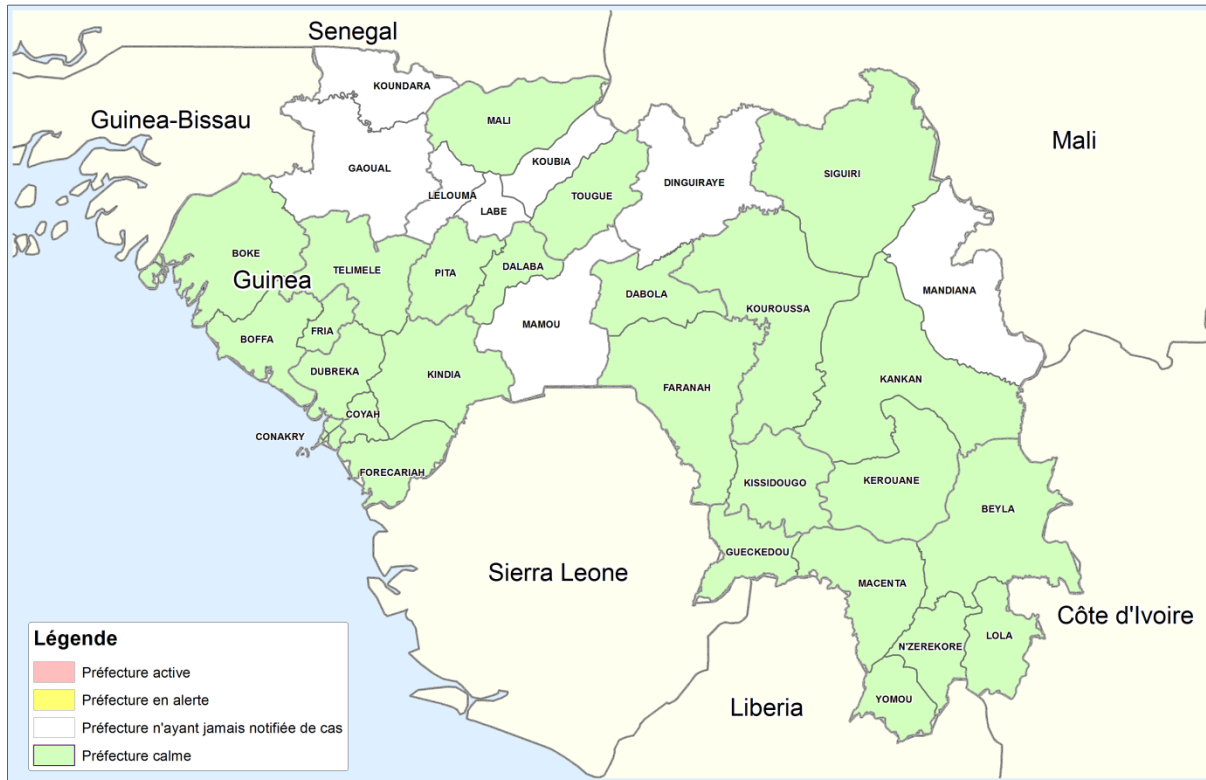 Senegal
KOUNDARA
Guinea-Bissau
MALI
Mali
KOUBIA
GAOUAL
SIGUIRI
DINGUIRAYE
LELOUMA
TOUGUE
LABE
BOKE
Guinea
TELIMELE
PITA
DALABA
MANDIANA
DABOLA
KOUROUSSA
MAMOU
FRIA
BOFFA
DUBREKA
KINDIA
KANKAN
FARANAH
COYAH
CONAKRY
FORECARIAH
KISSIDOUGO
KEROUANE
BEYLA
GUECKEDOU
Sierra Leone
MACENTA
Côte d'Ivoire
LOLA
N'ZEREKORE
YOMOU
Liberia
Légende
Préfecture active
Préfecture en alerte
Préfecture n'ayant jamais notifiée de cas
Préfecture calme